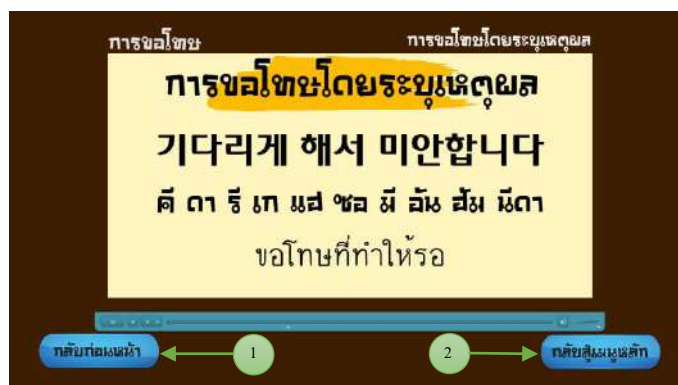 การขอโทษ
การขอโทษโดยระบุเหตุผล
การขอโทษโดยระบุเหตุผล
기다리게 해서 미안합니다
คี ดา รี เก แฮ ซอ มี อัน ฮัม นีดา
ขอโทษที่ทำให้รอ
กลับก่อนหน้า
1
2
กลับสู่เมนูหลัก